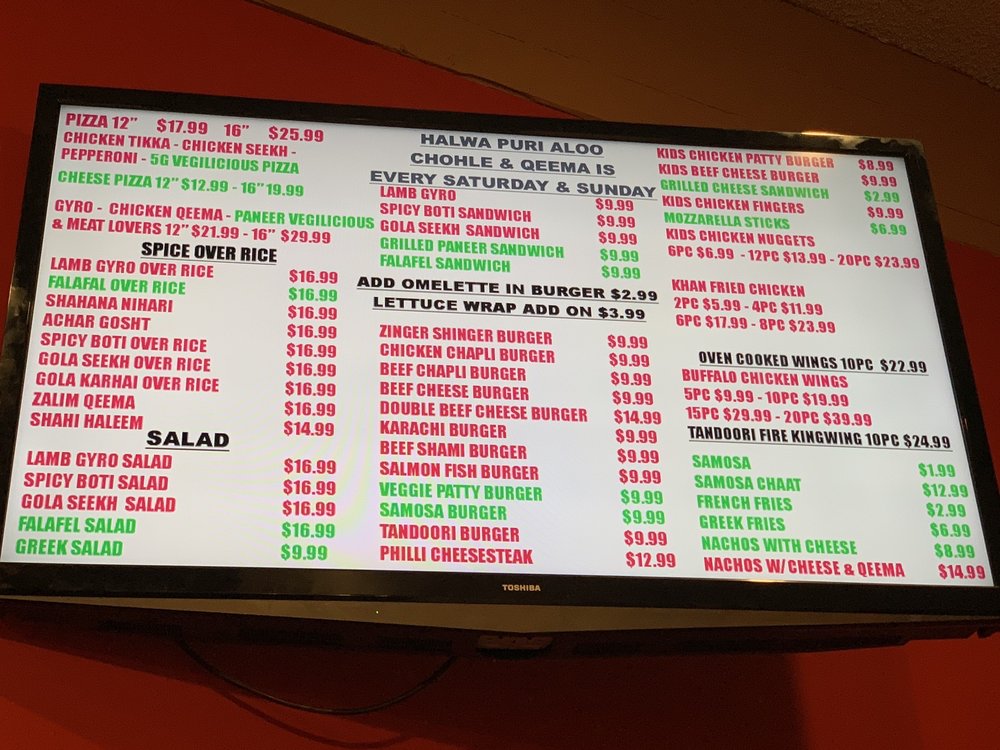 PIZZA 12" $17.99 16" $25.99
CHICKEN TIKKA - CHICKEN SEEKH -
PEPPERONI - 5G VEGILICIOUS PIZZA
CHEESE PIZZA 12" $12.99 - 16" 19.99
GYRO - CHICKEN QEEMA - PANEER VEGILICIOUS
& MEAT LOVERS 12" $21.99 - 16" $29.99
SPICE OVER RICE
LAMB GYRO OVER RICE $16.99
FALAFAL OVER RICE $16.99
SHAHANA NIHARI $16.99
ACHAR GOSHT $16.99
SPICY BOTI OVER RICE $16.99
GOLA SEEKH OVER RICE $16.99
GOLA KARHAI OVER RICE $16.99
ZALIM QEEMA $16.99
SHAHI HALEEM $14.99
SALAD
LAMB GYRO SALAD $16.99
SPICY BOTI SALAD $16.99
GOLA SEEKH SALAD $16.99
FALAFEL SALAD $16.99
GREEK SALAD $9.99
HALWA PURI ALOO
CHOHLE & QEEMA IS
EVERY SATURDAY & SUNDAY
LAMB GYRO $9.99
SPICY BOTI SANDWICH $9.99
GOLA SEEKH SANDWICH $9.99
GRILLED PANEER SANDWICH $9.99
FALAFEL SANDWICH $9.99
ADD OMELETTE IN BURGER $2.99
LETTUCE WRAP ADD ON $3.99
ZINGER SHINGER BURGER $9.99
CHICKEN CHAPLI BURGER $9.99
BEEF CHAPLI BURGER $9.99
BEEF CHEESE BURGER $9.99
DOUBLE BEEF CHEESE BURGER $14.99
KARACHI BURGER $9.99
BEEF SHAMI BURGER $9.99
SALMON FISH BURGER $9.99
VEGGIE PATTY BURGER $9.99
SAMOSA BURGER $9.99
TANDOORI BURGER $9.99
PHILLI CHEESESTEAK $12.99
KIDS CHICKEN PATTY BURGER $8.99
KIDS BEEF CHEESE BURGER $9.99
GRILLED CHEESE SANDWICH $2.99
KIDS CHICKEN FINGERS $9.99
MOZZARELLA STICKS $6.99
KIDS CHICKEN NUGGETS
6PC $6.99 - 12PC $13.99 - 20PC $23.99
KHAN FRIED CHICKEN
2PC $5.99 - 4PC $11.99
6PC $17.99 - 8PC $23.99
OVEN COOKED WINGS 10PC $22.99
BUFFALO CHICKEN WINGS
5PC $9.99 - 10PC $19.99
15PC $29.99 - 20PC $39.99
TANDOORI FIRE KINGWING 10PC $24.99
SAMOSA $1.99
SAMOSA CHAAT $12.99
FRENCH FRIES $2.99
GREEK FRIES $6.99
NACHOS WITH CHEESE $8.99
NACHOS W/ CHEESE & QEEMA $14.99
TOSHIBA